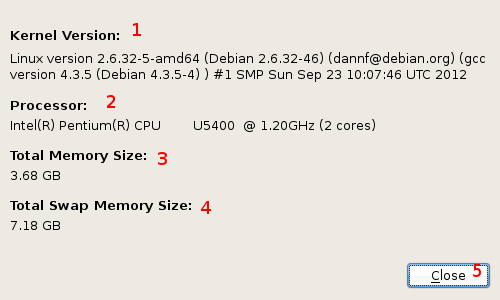 Kernel Version: 1
Linux version 2.6.32-5-amd64 (Debian 2.6.32-46) (dannf@debian.org) (gcc
version 4.3.5 (Debian 4.3.5-4) ) #1 SMP Sun Sep 23 10:07:46 UTC 2012
Processor: 2
Intel(R) Pentium(R) CPU U5400 @ 1.20GHz (2 cores)
Total Memory Size: 3
3.68 GB
Total Swap Memory Size: 4
7.18 GB
Close 5